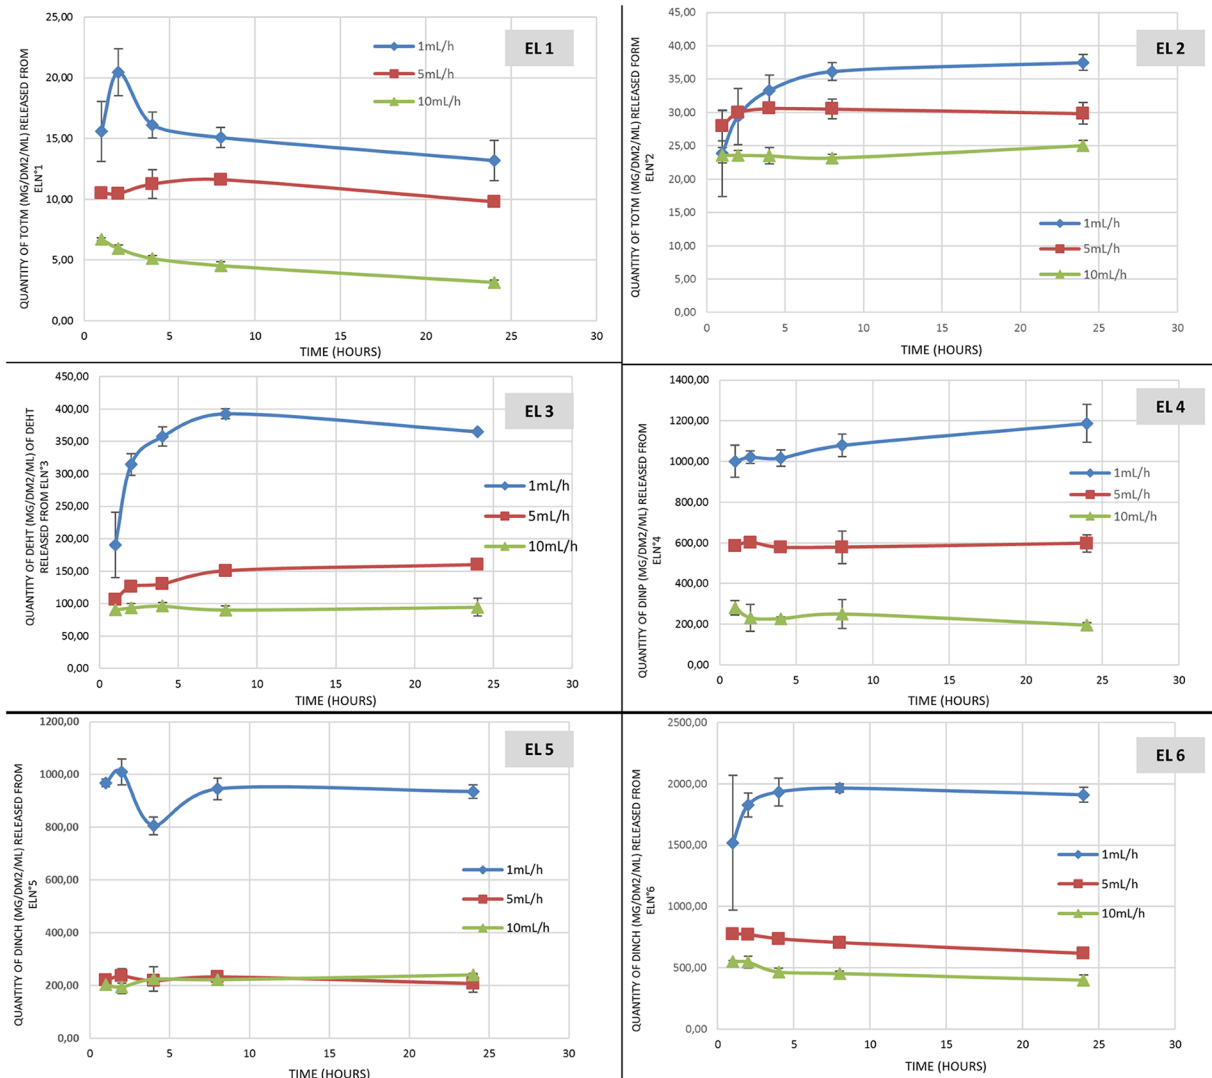 EL 1
QUANTITY OF TOTM (MG/DM2/ML) RELEASED FROM
ELN°1
25,00
20,00
15,00
10,00
5,00
0,00
1mL/h
5mL/h
10mL/h
0 5 10 15 20 25 30
TIME (HOURS)
EL 2
QUANTITY OF TOTM (MG/DM2/ML) RELEASED FORM
ELN°2
45,00
40,00
35,00
30,00
25,00
20,00
15,00
10,00
5,00
0,00
1mL/h
5mL/h
10mL/h
0 5 10 15 20 25 30
TIME (HOURS)
EL 3
QUANTITY OF DEHT (MG/DM2/ML) OF DEHT
RELEASED FROM ELN°3
450,00
400,00
350,00
300,00
250,00
200,00
150,00
100,00
50,00
0,00
1mL/h
5mL/h
10mL/h
0 5 10 15 20 25 30
TIME (HOURS)
EL 4
QUANTITY OF DINP (MG/DM2/ML) RELEASED FROM
ELN°4
1400,00
1200,00
1000,00
800,00
600,00
400,00
200,00
0,00
1mL/h
5mL/h
10mL/h
0 5 10 15 20 25 30
TIME (HOURS)
EL 5
QUANTITY OF DINCH (MG/DM2/ML) RELEASED FROM
ELN°5
1200,00
1000,00
800,00
600,00
400,00
200,00
0,00
1mL/h
5mL/h
10mL/h
0 5 10 15 20 25 30
TIME (HOURS)
EL 6
QUANTITY OF DINCH (MG/DM2/ML) RELEASED FROM
ELN°6
2500,00
2000,00
1500,00
1000,00
500,00
0,00
1mL/h
5mL/h
10mL/h
0 5 10 15 20 25 30
TIME (HOURS)